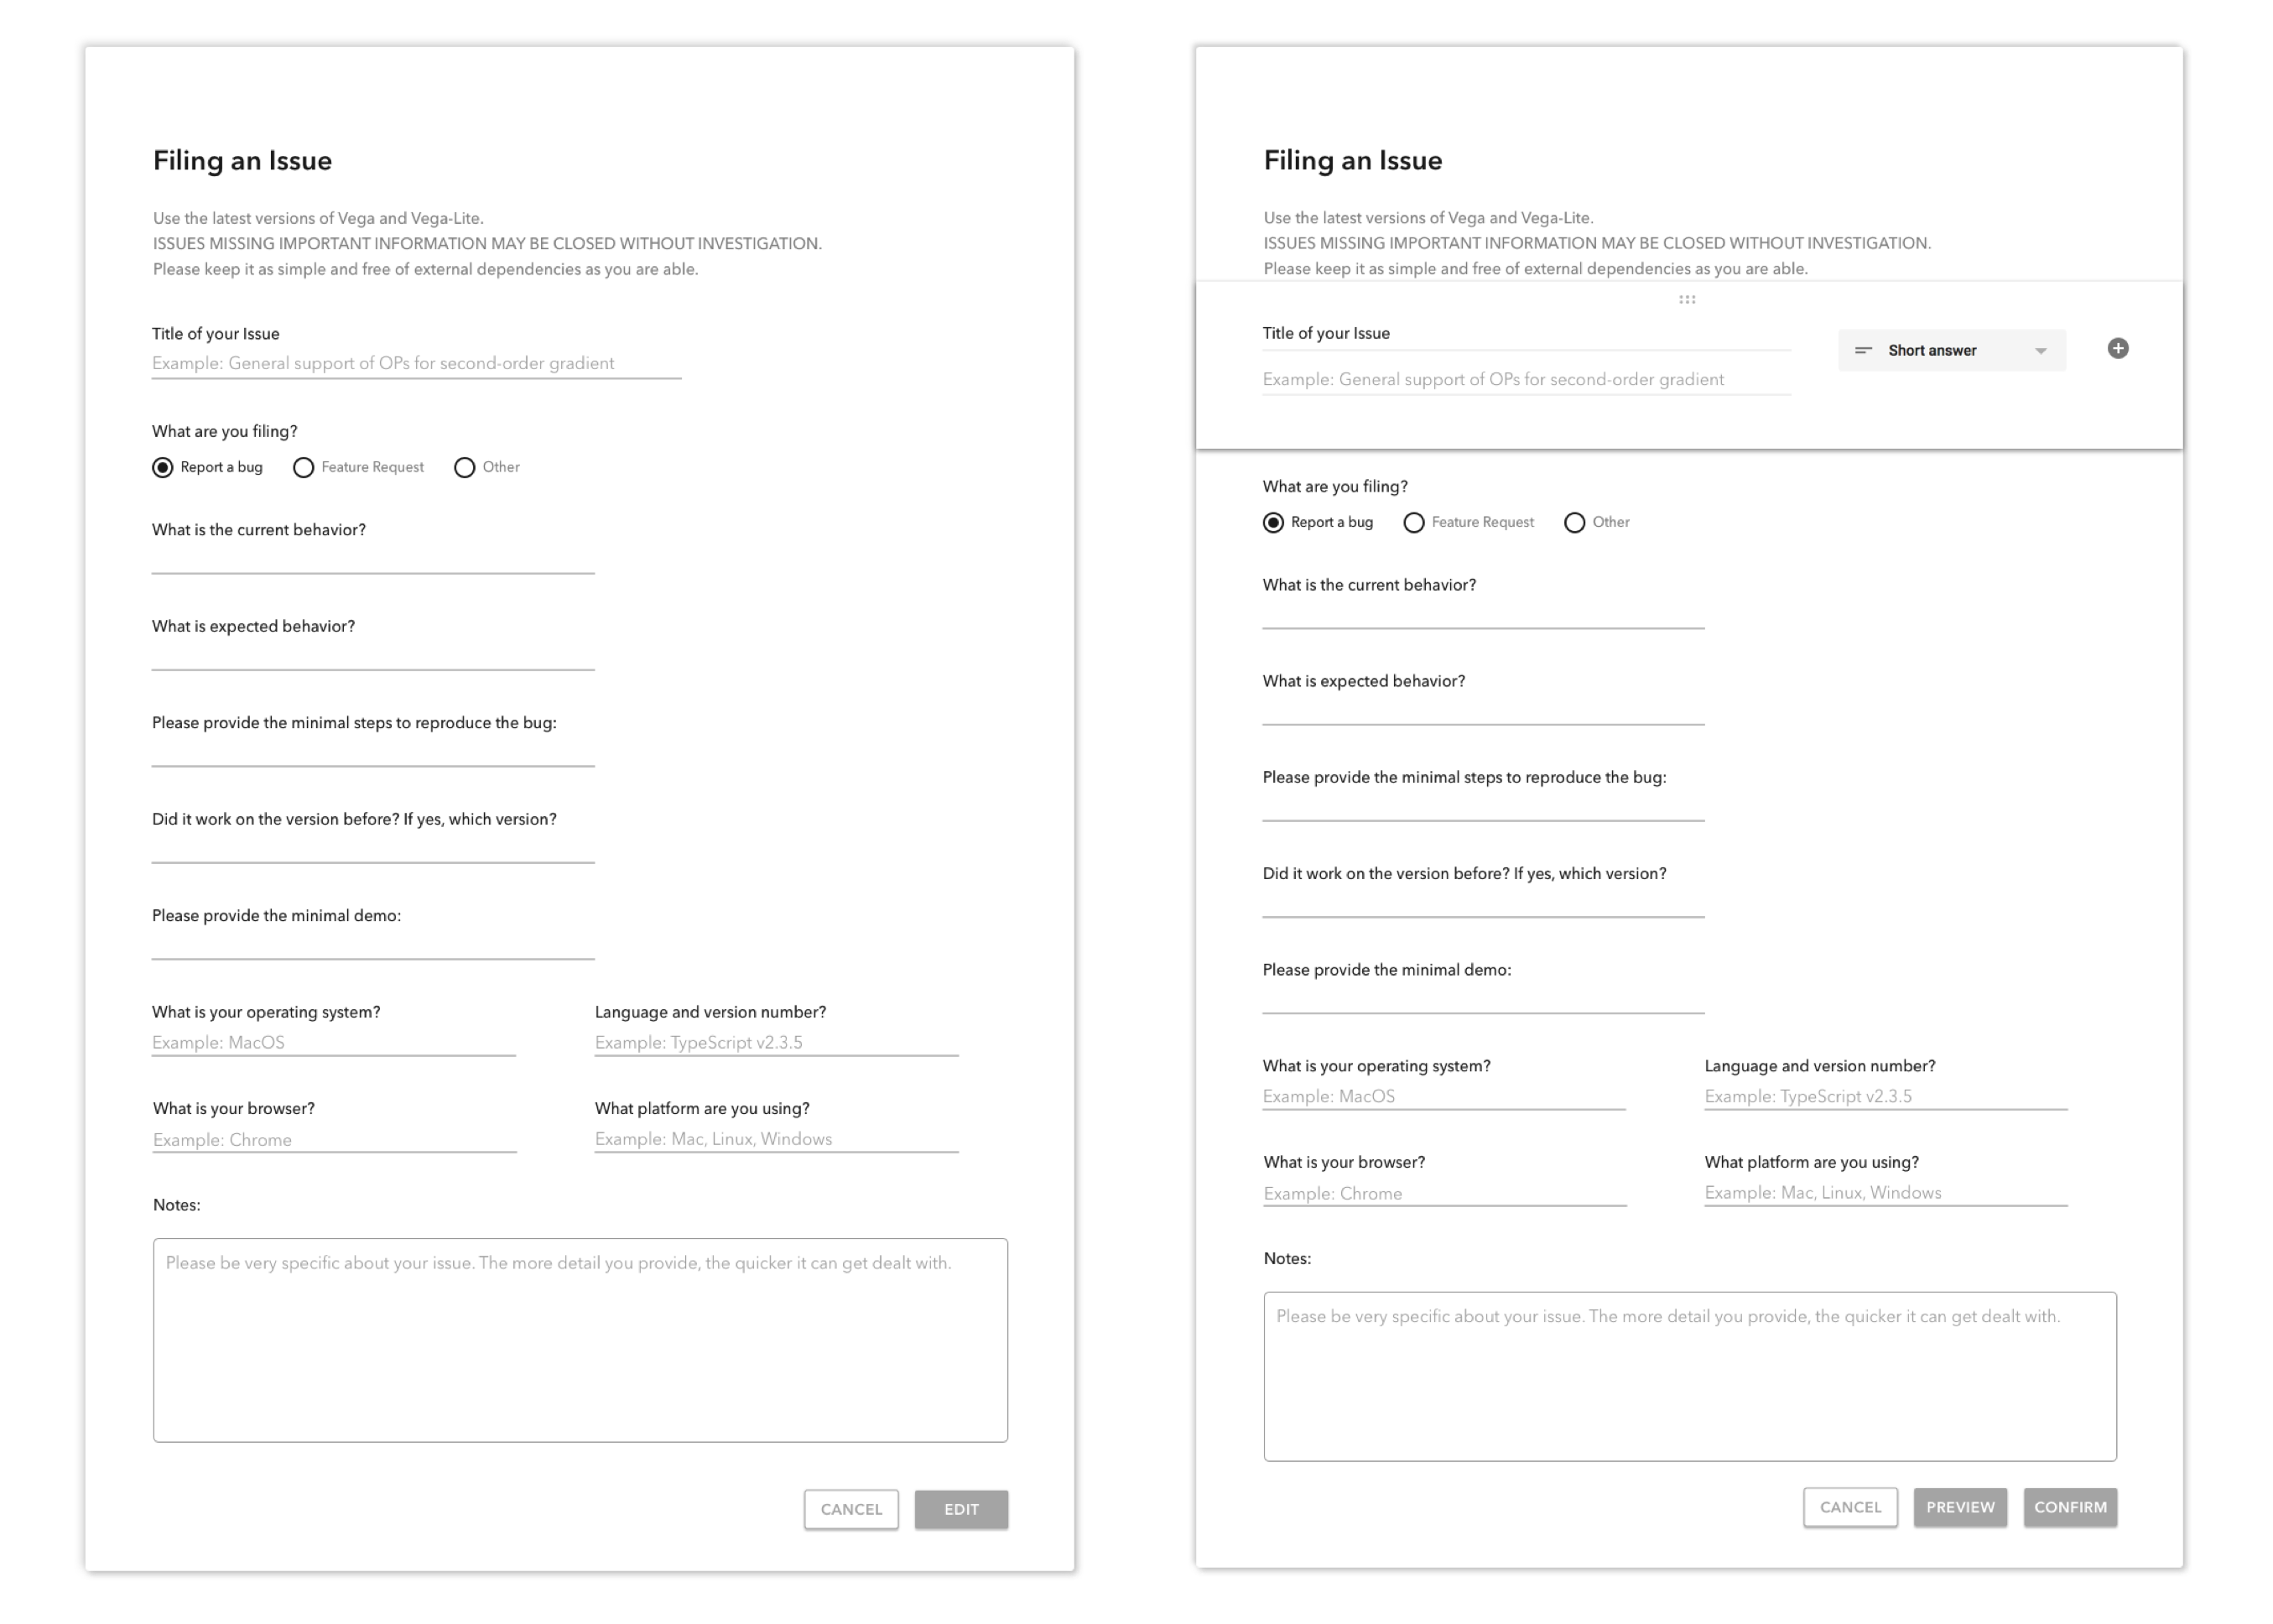 Filing an Issue
Use the latest versions of Vega and Vega-Lite.
ISSUES MISSING IMPORTANT INFORMATION MAY BE CLOSED WITHOUT INVESTIGATION.
Please keep it as simple and free of external dependencies as you are able.
Title of your Issue
Example: General support of OPs for second-order gradient
What are you filing?
Report a bug Feature Request Other
What is the current behavior?
What is expected behavior?
Please provide the minimal steps to reproduce the bug:
Did it work on the version before? If yes, which version?
Please provide the minimal demo:
What is your operating system? Language and version number?
Example: MacOS Example: TypeScript v2.3.5
What is your browser? What platform are you using?
Example: Chrome Example: Mac, Linux, Windows
Notes:
Please be very specific about your issue. The more detail you provide, the quicker it can get dealt with.
CANCEL EDIT
Filing an Issue
Use the latest versions of Vega and Vega-Lite.
ISSUES MISSING IMPORTANT INFORMATION MAY BE CLOSED WITHOUT INVESTIGATION.
Please keep it as simple and free of external dependencies as you are able.
Title of your Issue
Short answer
Example: General support of OPs for second-order gradient
What are you filing?
Report a bug Feature Request Other
What is the current behavior?
What is expected behavior?
Please provide the minimal steps to reproduce the bug:
Did it work on the version before? If yes, which version?
Please provide the minimal demo:
What is your operating system? Language and version number?
Example: MacOS Example: TypeScript v2.3.5
What is your browser? What platform are you using?
Example: Chrome Example: Mac, Linux, Windows
Notes:
Please be very specific about your issue. The more detail you provide, the quicker it can get dealt with.
CANCEL PREVIEW CONFIRM